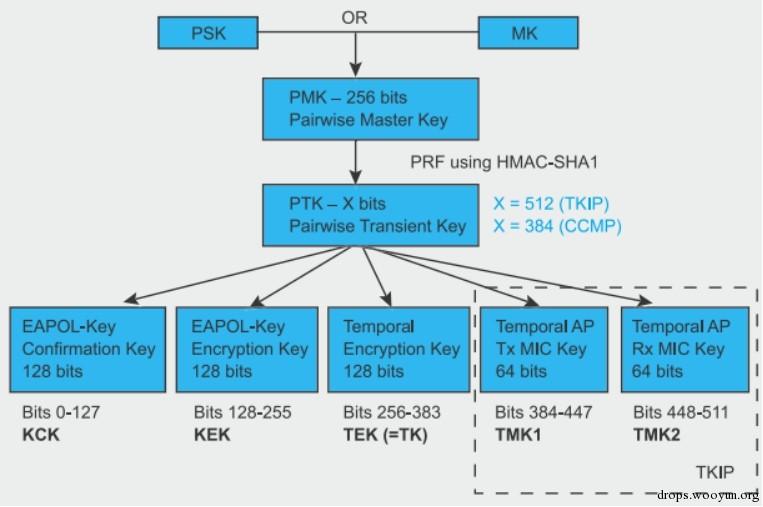 OR
PSK
MK
PMK – 256 bits
Pairwise Master Key
PRF using HMAC-SHA1
PTK – X bits
Pairwise Transient Key
X = 512 (TKIP)
X = 384 (CCMP)
EAPOL-Key
Confirmation Key
128 bits
EAPOL-Key
Encryption Key
128 bits
Temporal
Encryption Key
128 bits
Temporal AP
Tx MIC Key
64 bits
Temporal AP
Rx MIC Key
64 bits
Bits 0-127
KCK
Bits 128-255
KEK
Bits 256-383
TEK (=TK)
Bits 384-447
TMK1
Bits 448-511
TMK2
TKIP
drops.wooyun.org